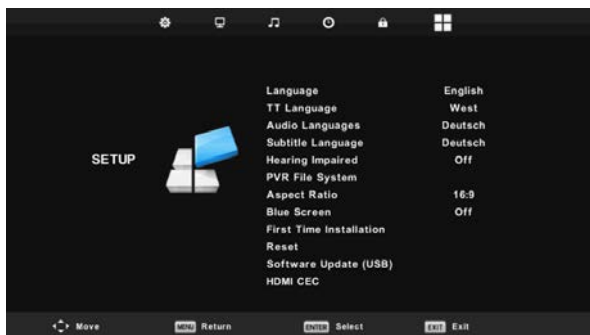 Language English
TT Language West
Audio Languages Deutsch
Subtitle Language Deutsch
SETUP
Hearing Impaired Off
PVR File System
Aspect Ratio 16:9
Blue Screen Off
First Time Installation
Reset
Software Update (USB)
HDMI CEC
Move MENU Return ENTER Select EXIT Exit